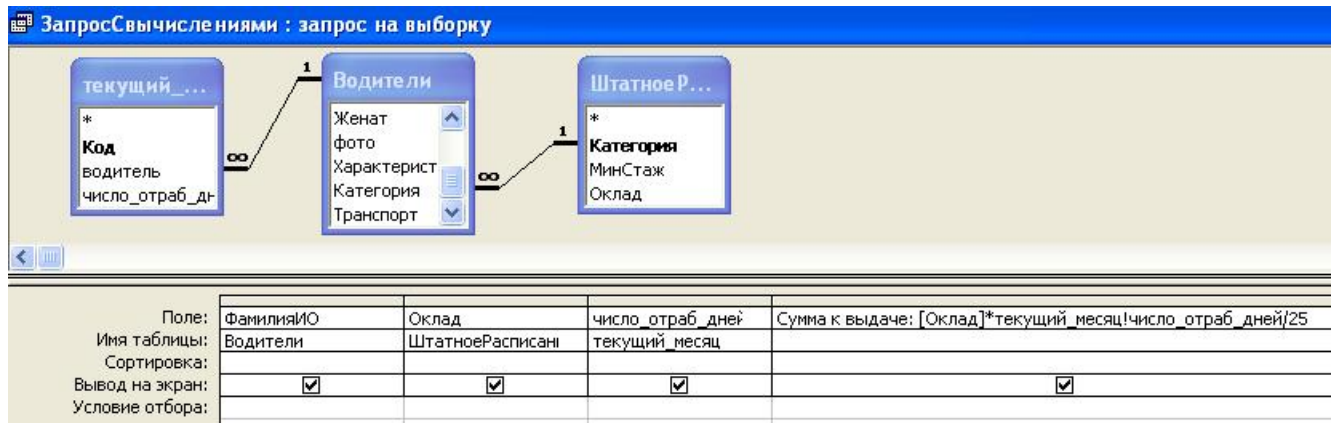 ЗапросСвычислениями : запрос на выборку
текущий_...
*
Код
водитель
число_отраб_дн
1
∞
Водители
Женат
фото
Характерист
Категория
Транспорт
1
∞
ШтатноеР...
*
Категория
МинСтаж
Оклад
Поле: ФамилияИО Оклад число_отраб_дней Сумма к выдаче: [Оклад]*текущий_месяц!число_отраб_дней/25
Имя таблицы: Водители ШтатноеРасписани текущий_месяц
Сортировка:
Вывод на экран:
Условие отбора: